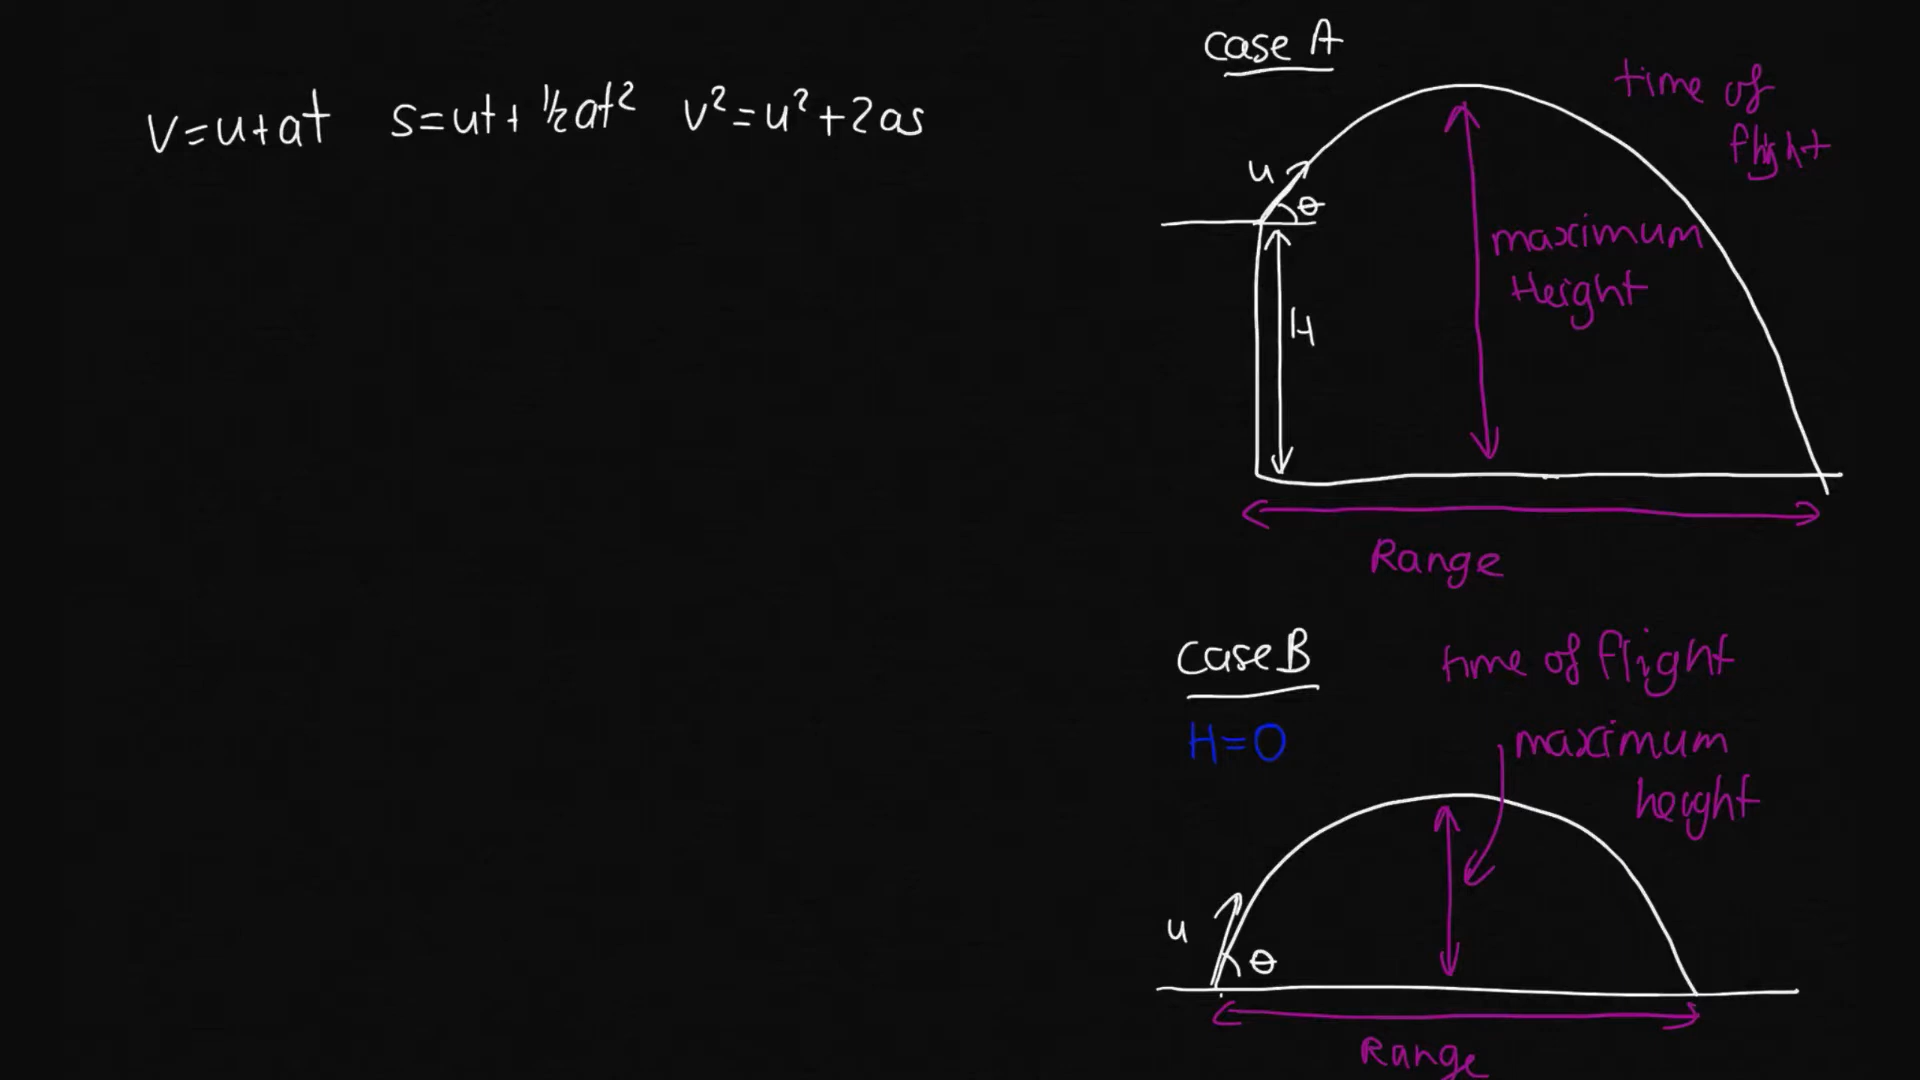 v=u+at s=ut+½at² v²=u²+2as
case A
time of
flight
u
θ
maximum
Height
H
Range
case B
time of flight
H=0
maximum
height
u
θ
Range